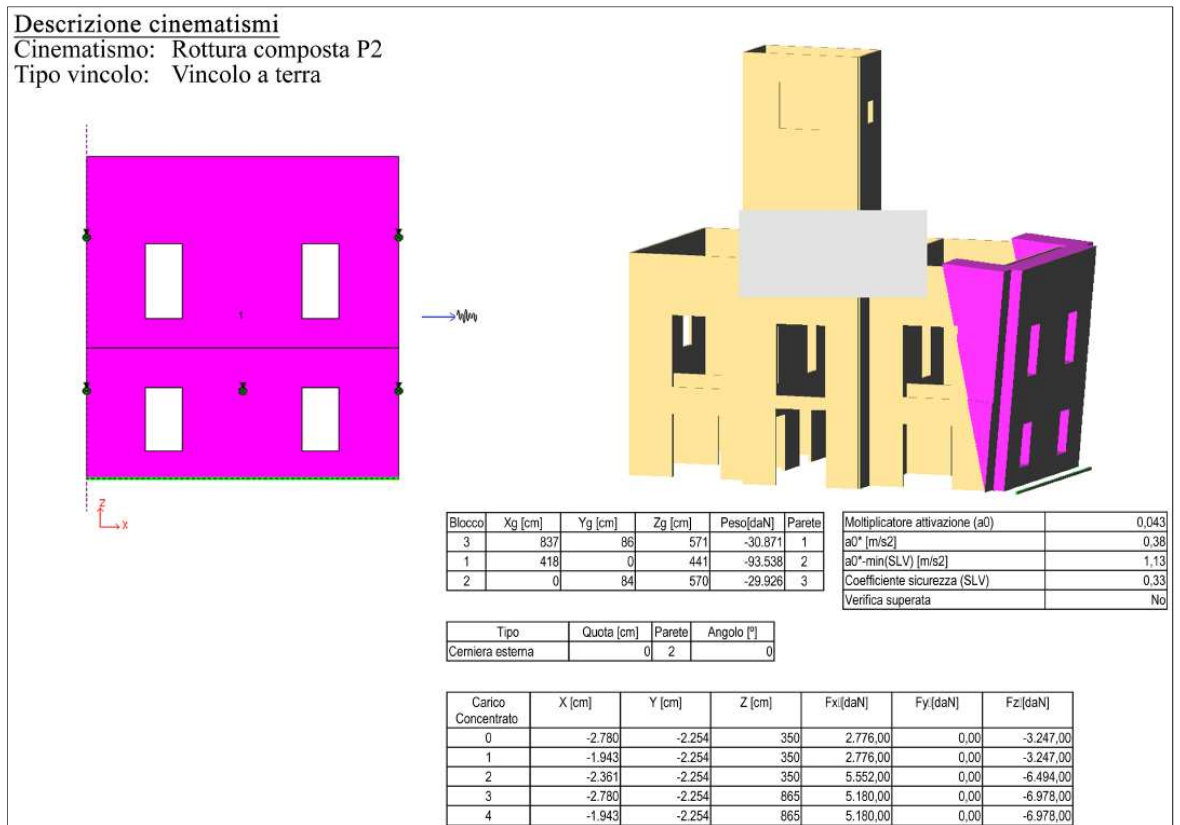 Descrizione cinematismi
Cinematismo: Rottura composta P2
Tipo vincolo: Vincolo a terra
1
Z
X
Blocco Xg [cm] Yg [cm] Zg [cm] Peso[daN] Parete
3 837 86 571 -30.871 1
1 418 0 441 -93.538 2
2 0 84 570 -29.926 3
Moltiplicatore attivazione (a0) 0,043
a0* [m/s2] 0,38
a0*-min(SLV) [m/s2] 1,13
Coefficiente sicurezza (SLV) 0,33
Verifica superata No
Tipo Quota [cm] Parete Angolo [°]
Cerniera esterna 0 2 0
Carico Concentrato X [cm] Y [cm] Z [cm] Fx [daN] Fy [daN] Fz [daN]
0 -2.780 -2.254 350 2.776,00 0,00 -3.247,00
1 -1.943 -2.254 350 2.776,00 0,00 -3.247,00
2 -2.361 -2.254 350 5.552,00 0,00 -6.494,00
3 -2.780 -2.254 865 5.180,00 0,00 -6.978,00
4 -1.943 -2.254 865 5.180,00 0,00 -6.978,00